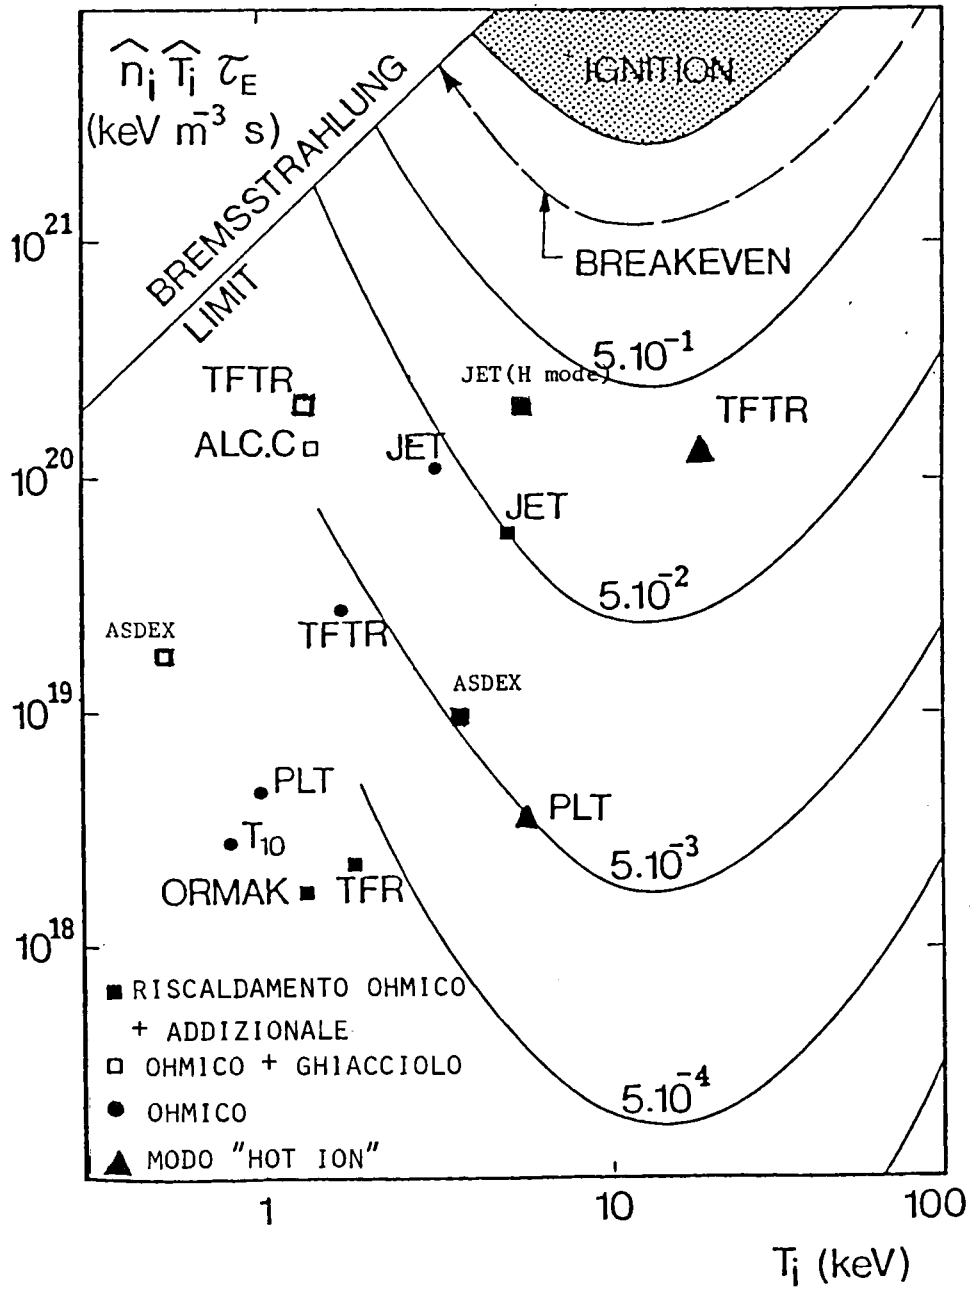 n̂i T̂i τE
(keV m⁻³ s)
BREMSSTRAHLUNG
LIMIT
IGNITION
BREAKEVEN
10²¹
5.10⁻¹
TFTR
JET(H mode)
TFTR
ALC.C
JET
10²⁰
JET
5.10⁻²
TFTR
ASDEX
ASDEX
10¹⁹
PLT
PLT
T10
5.10⁻³
ORMAK
TFR
10¹⁸
RISCALDAMENTO OHMICO
+ ADDIZIONALE
OHMICO + GHIACCIOLO
5.10⁻⁴
OHMICO
MODO "HOT ION"
1
10
100
Ti (keV)